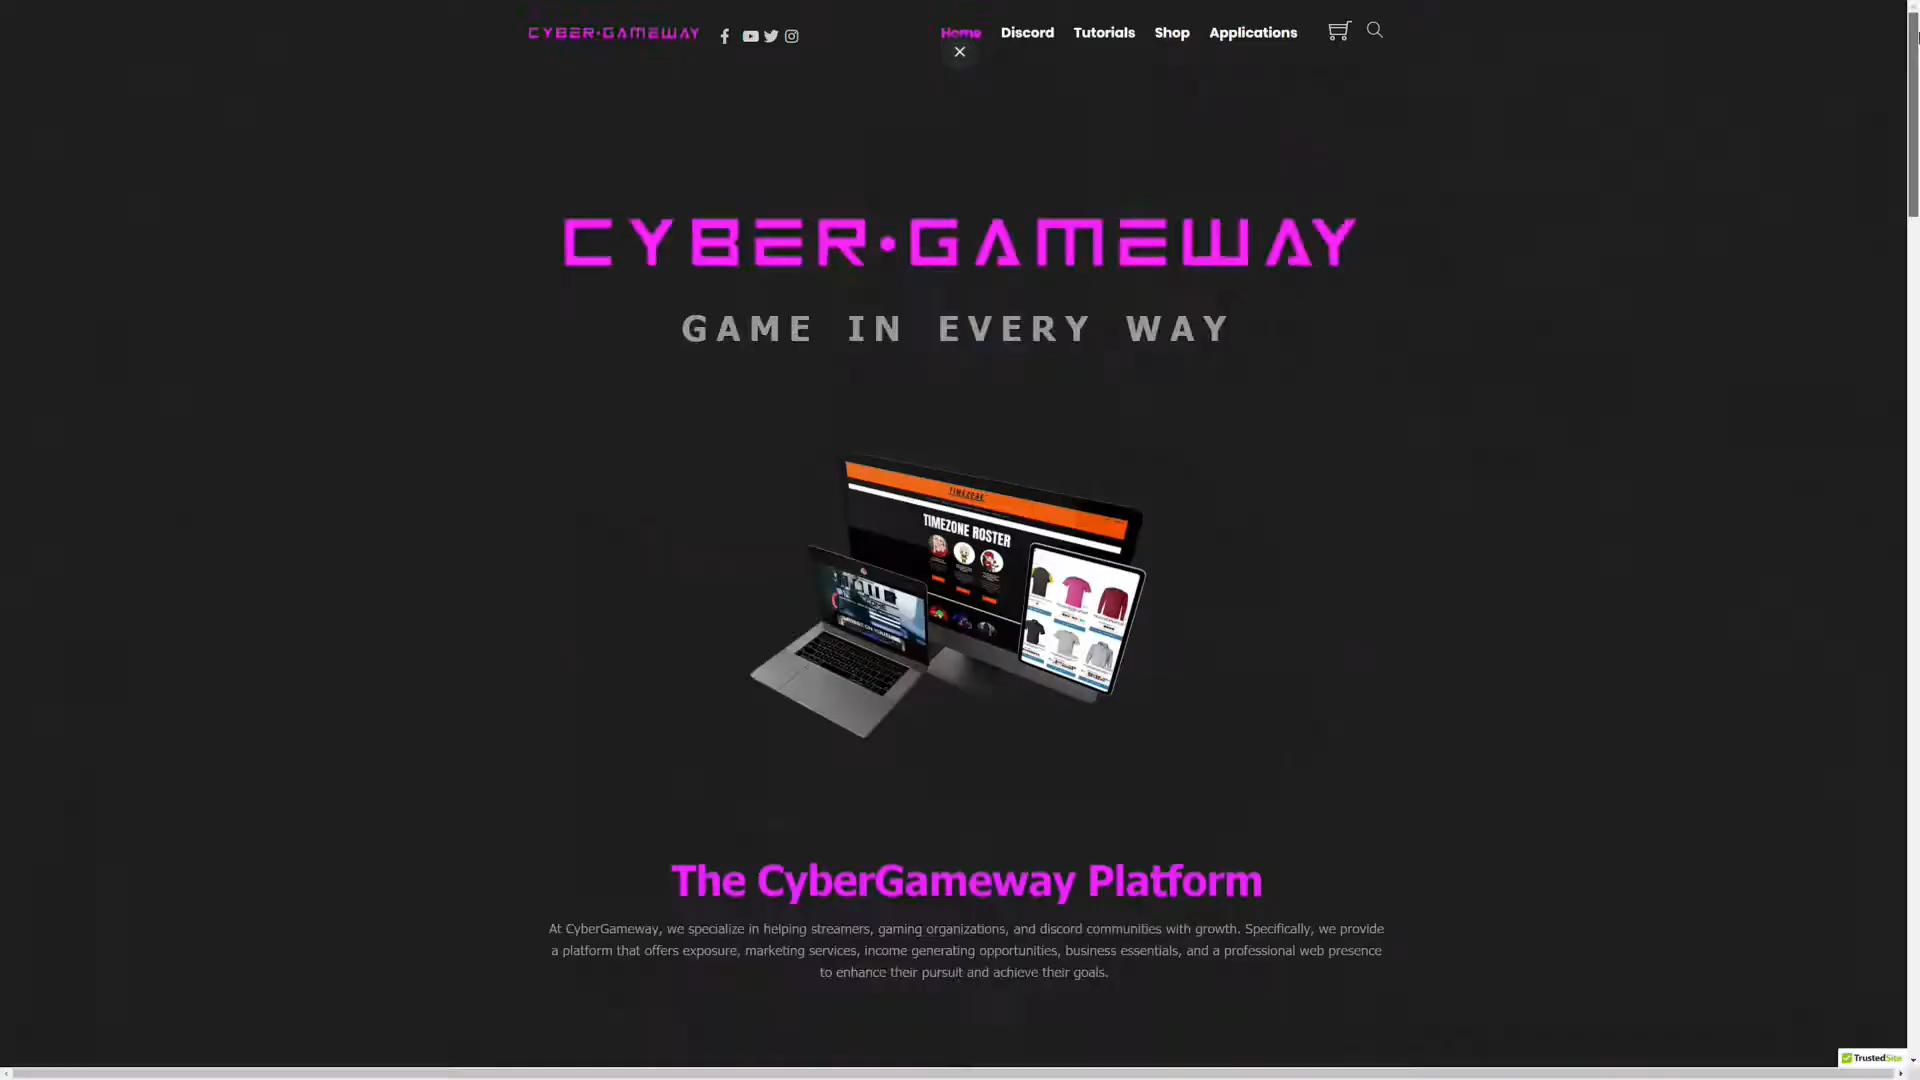 CYBER•GAMEWAY
Home Discord Tutorials Shop Applications
CYBER•GAMEWAY
GAME IN EVERY WAY
TIMEZONE
TIMEZONE ROSTER
The CyberGameway Platform
At CyberGameway, we specialize in helping streamers, gaming organizations, and discord communities with growth. Specifically, we provide
a platform that offers exposure, marketing services, income generating opportunities, business essentials, and a professional web presence
to enhance their pursuit and achieve their goals.
TrustedSite